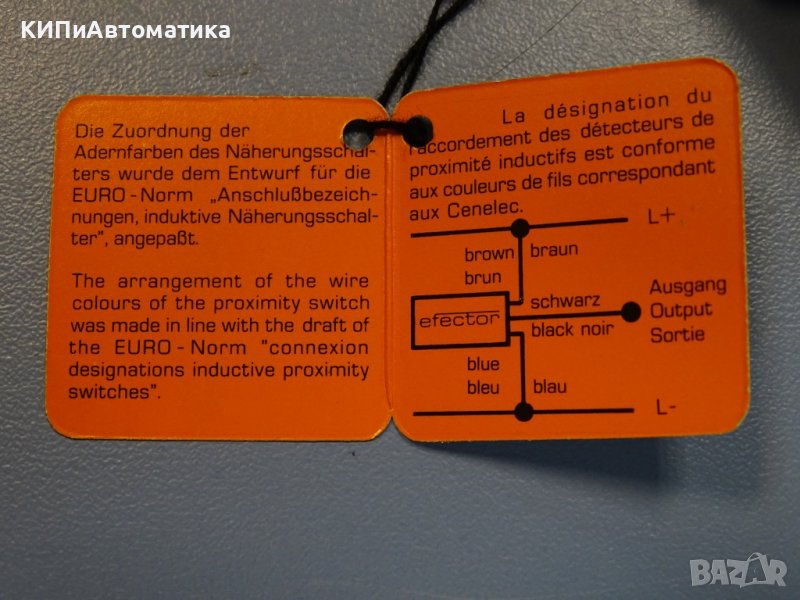 КИПиАвтоматика
Die Zuordnung der
Adernfarben des Näherungsschal-
ters wurde dem Entwurf für die
EURO-Norm „Anschlußbezeich-
nungen, induktive Näherungsschal-
ter", angepaßt.
The arrangement of the wire
colours of the proximity switch
was made in line with the draft of
the EURO-Norm "connexion
designations inductive proximity
switches".
La désignation du
raccordement des détecteurs de
proximité inductifs est conforme
aux couleurs de fils correspondant
aux Cenelec.
L+
brown braun
brun
efector
schwarz
black noir
Ausgang
Output
Sortie
blue
bleu blau
L-
BAZAR